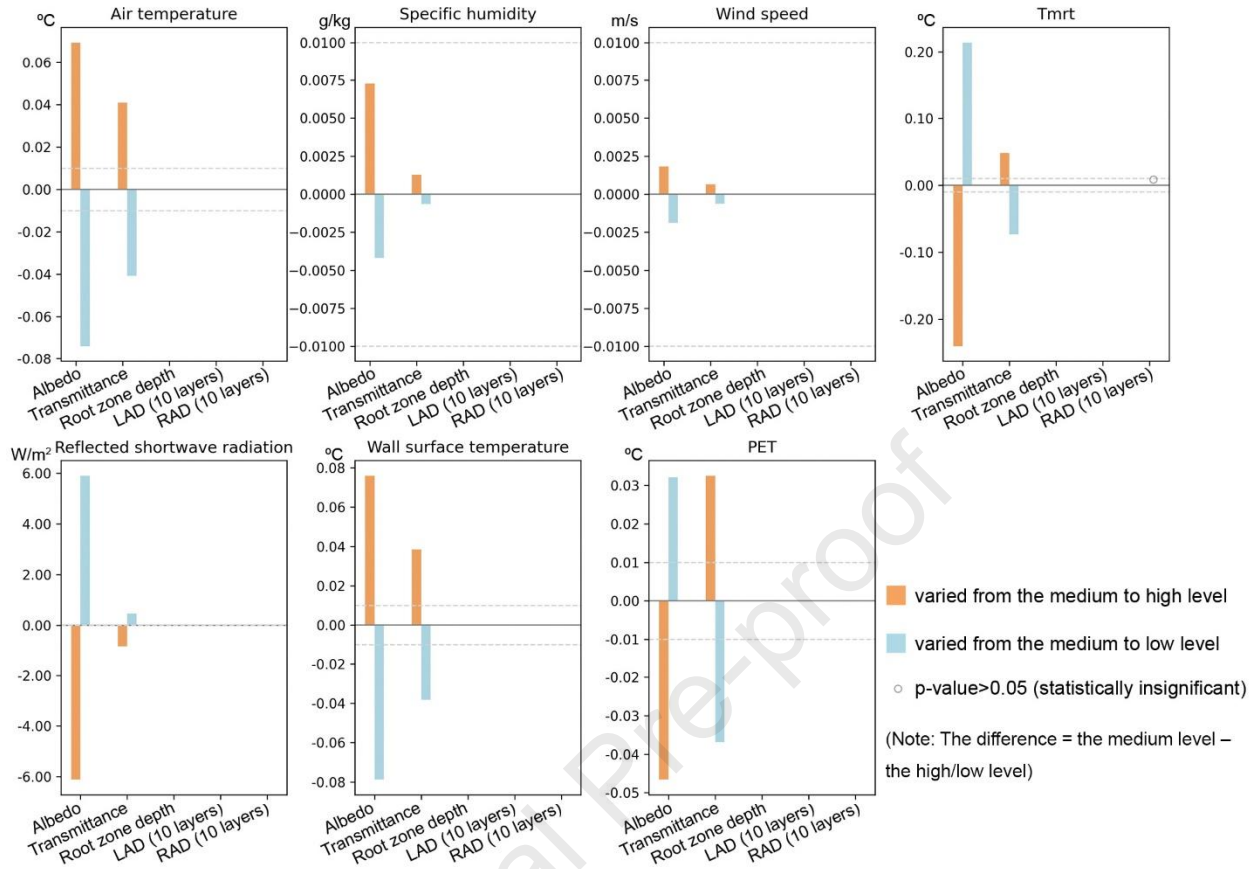 ºC Air temperature
0.06
0.04
0.02
0.00
-0.02
-0.04
-0.06
-0.08
Albedo
Transmittance
Root zone depth
LAD (10 layers)
RAD (10 layers)
g/kg Specific humidity
0.0100
0.0075
0.0050
0.0025
0.0000
−0.0025
−0.0050
−0.0075
−0.0100
Albedo
Transmittance
Root zone depth
LAD (10 layers)
RAD (10 layers)
m/s Wind speed
0.0100
0.0075
0.0050
0.0025
0.0000
−0.0025
−0.0050
−0.0075
−0.0100
Albedo
Transmittance
Root zone depth
LAD (10 layers)
RAD (10 layers)
ºC Tmrt
0.20
0.10
0.00
-0.10
-0.20
Albedo
Transmittance
Root zone depth
LAD (10 layers)
RAD (10 layers)
W/m² Reflected shortwave radiation
6.00
4.00
2.00
0.00
-2.00
-4.00
-6.00
Albedo
Transmittance
Root zone depth
LAD (10 layers)
RAD (10 layers)
ºC Wall surface temperature
0.08
0.06
0.04
0.02
0.00
-0.02
-0.04
-0.06
-0.08
Albedo
Transmittance
Root zone depth
LAD (10 layers)
RAD (10 layers)
ºC PET
0.03
0.02
0.01
0.00
-0.01
-0.02
-0.03
-0.04
-0.05
Albedo
Transmittance
Root zone depth
LAD (10 layers)
RAD (10 layers)
varied from the medium to high level
varied from the medium to low level
p-value>0.05 (statistically insignificant)
(Note: The difference = the medium level –
the high/low level)
al Pre-proof